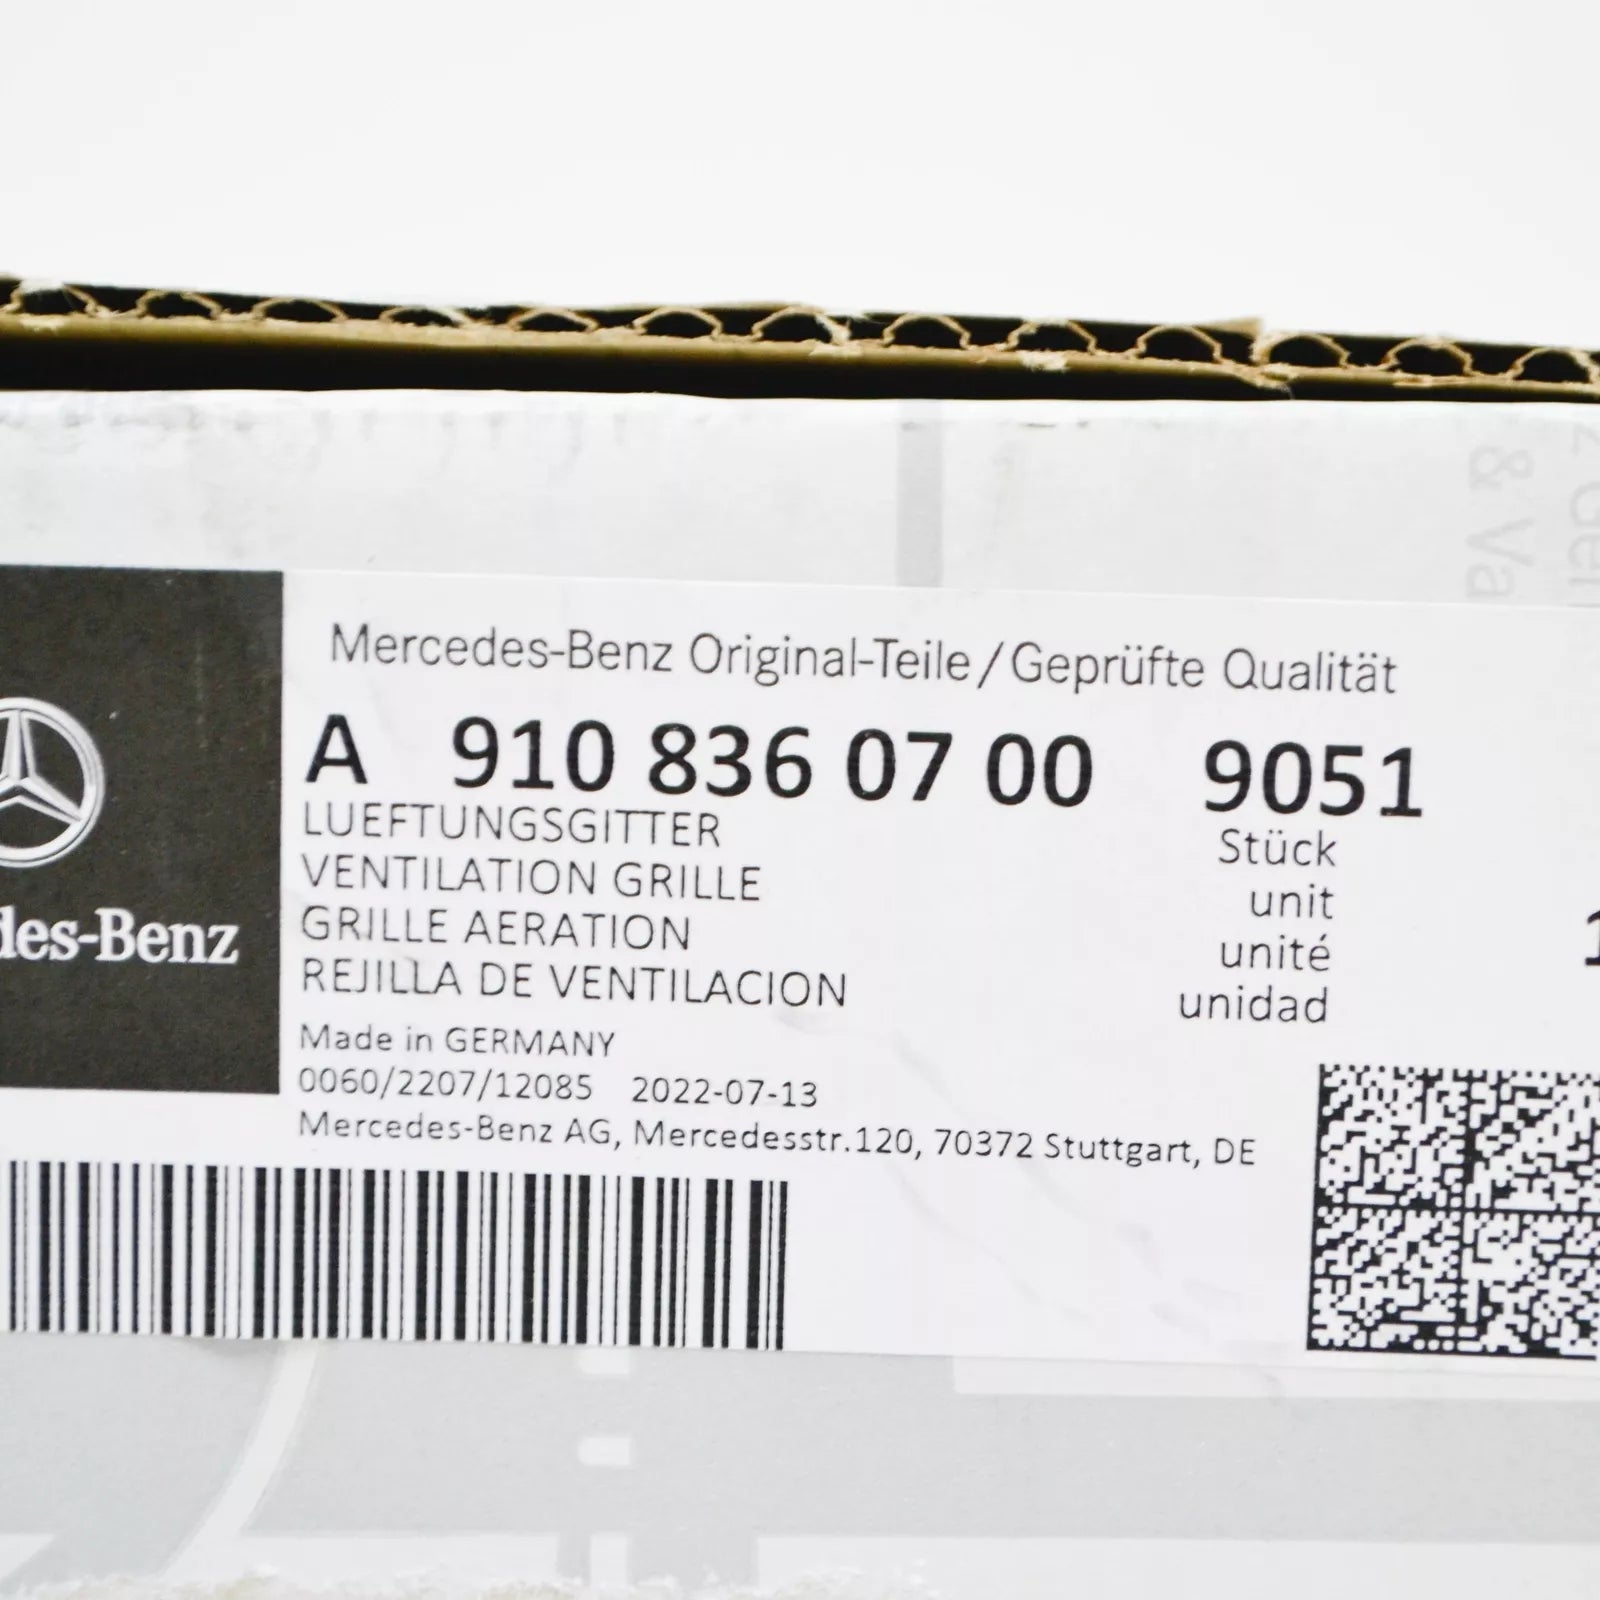 & Va
Mercedes-Benz Original-Teile/Geprüfte Qualität
A 910 836 07 00 9051
LUEFTUNGSGITTER
VENTILATION GRILLE
GRILLE AERATION
REJILLA DE VENTILACION
Stück
unit
unité
unidad
1
des-Benz
Made in GERMANY
0060/2207/12085 2022-07-13
Mercedes-Benz AG, Mercedesstr.120, 70372 Stuttgart, DE